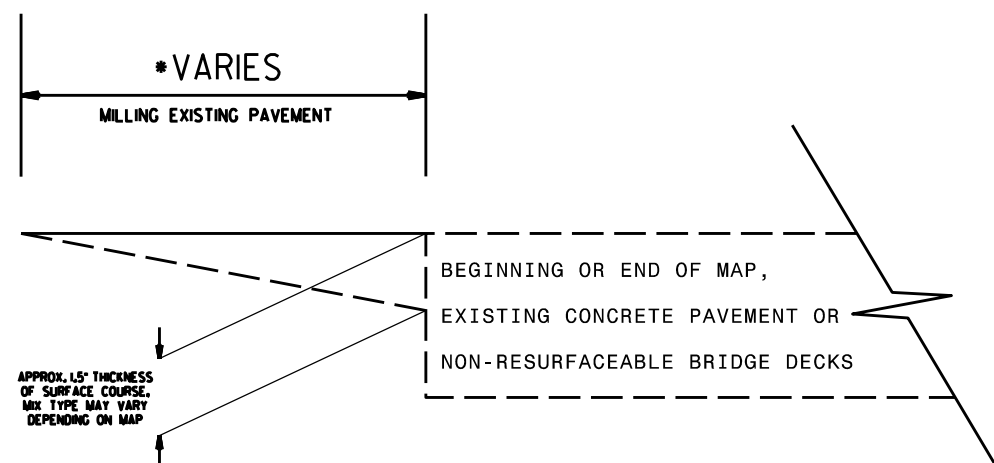 *VARIES
MILLING EXISTING PAVEMENT
BEGINNING OR END OF MAP,
EXISTING CONCRETE PAVEMENT OR
NON-RESURFACEABLE BRIDGE DECKS
APPROX. 1.5" THICKNESS
OF SURFACE COURSE.
MIX TYPE MAY VARY
DEPENDING ON MAP